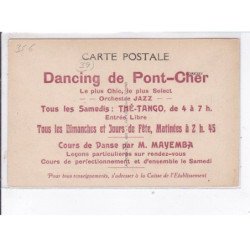 356
CARTE POSTALE
Dancing de Pont-Cher
Le plus Chic, le plus Select
Orchestre JAZZ
Tous les Samedis : THÉ-TANGO, de 4 à 7 h.
Entrée Libre
Tous les Dimanches et Jours de Fête, Matinées à 2 h. 45
Cours de Danse par M. MAYEMBA
Leçons particulières sur rendez-vous
Cours de perfectionnement et d'ensemble le Samedi
Pour tous renseignements, s'adresser à la Caisse de l'Etablissement